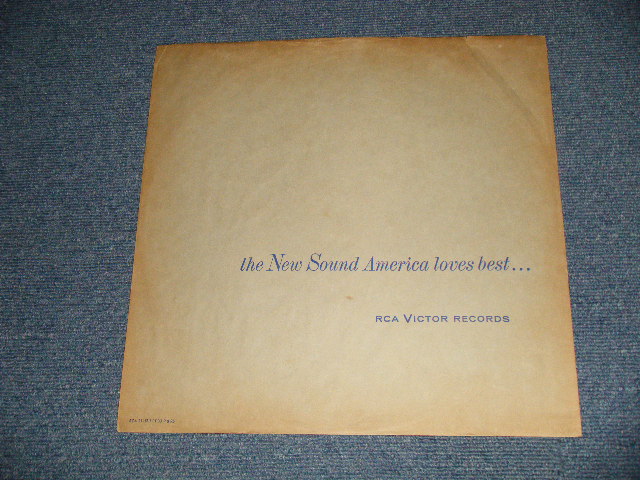 the New Sound America loves best...
RCA VICTOR RECORDS